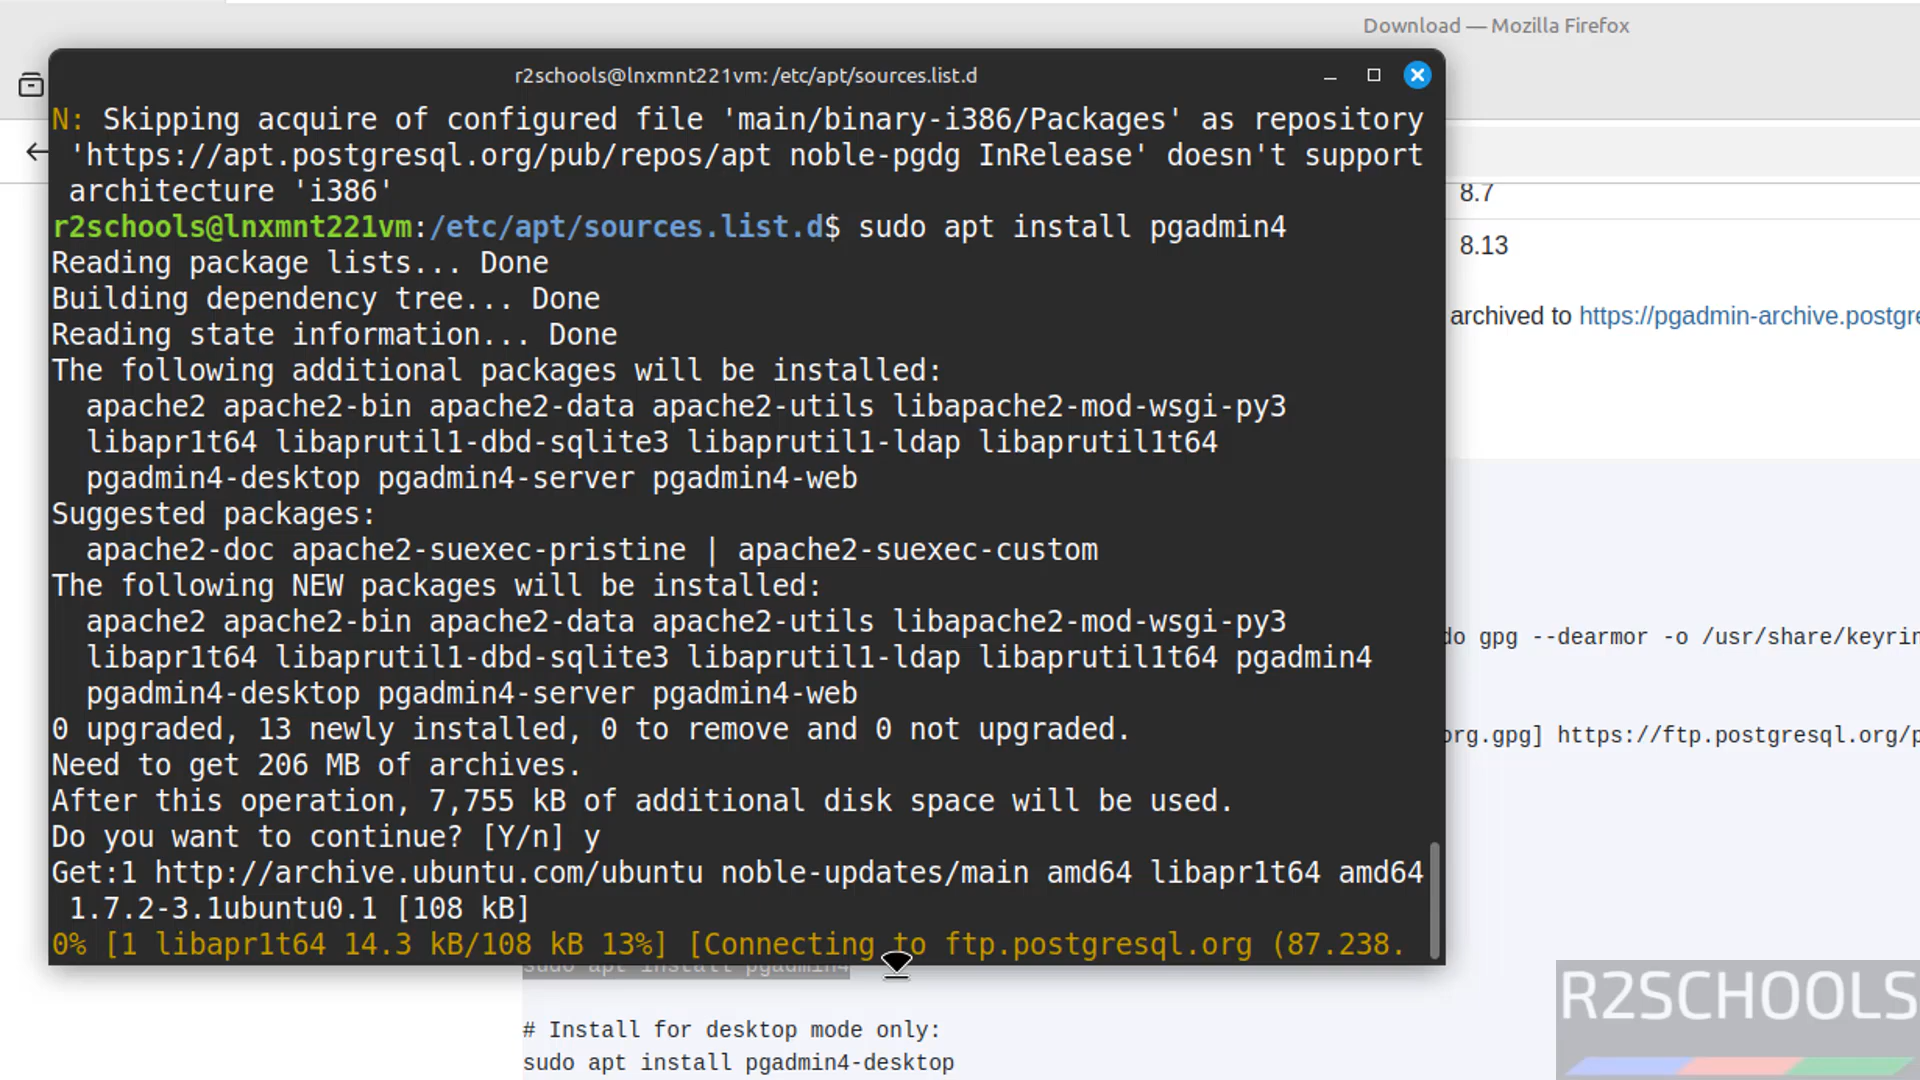 Download — Mozilla Firefox
r2schools@lnxmnt221vm: /etc/apt/sources.list.d
N: Skipping acquire of configured file 'main/binary-i386/Packages' as repository
'https://apt.postgresql.org/pub/repos/apt noble-pgdg InRelease' doesn't support
architecture 'i386'
r2schools@lnxmnt221vm:/etc/apt/sources.list.d$ sudo apt install pgadmin4
Reading package lists... Done
Building dependency tree... Done
Reading state information... Done
The following additional packages will be installed:
apache2 apache2-bin apache2-data apache2-utils libapache2-mod-wsgi-py3
libapr1t64 libaprutil1-dbd-sqlite3 libaprutil1-ldap libaprutil1t64
pgadmin4-desktop pgadmin4-server pgadmin4-web
Suggested packages:
apache2-doc apache2-suexec-pristine | apache2-suexec-custom
The following NEW packages will be installed:
apache2 apache2-bin apache2-data apache2-utils libapache2-mod-wsgi-py3
libapr1t64 libaprutil1-dbd-sqlite3 libaprutil1-ldap libaprutil1t64 pgadmin4
pgadmin4-desktop pgadmin4-server pgadmin4-web
0 upgraded, 13 newly installed, 0 to remove and 0 not upgraded.
Need to get 206 MB of archives.
After this operation, 7,755 kB of additional disk space will be used.
Do you want to continue? [Y/n] y
Get:1 http://archive.ubuntu.com/ubuntu noble-updates/main amd64 libapr1t64 amd64
1.7.2-3.1ubuntu0.1 [108 kB]
0% [1 libapr1t64 14.3 kB/108 kB 13%] [Connecting to ftp.postgresql.org (87.238.
8.7
8.13
archived to https://pgadmin-archive.postgre
do gpg --dearmor -o /usr/share/keyrin
org.gpg] https://ftp.postgresql.org/p
sudo apt install pgadmin4
# Install for desktop mode only:
sudo apt install pgadmin4-desktop
R2SCHOOLS